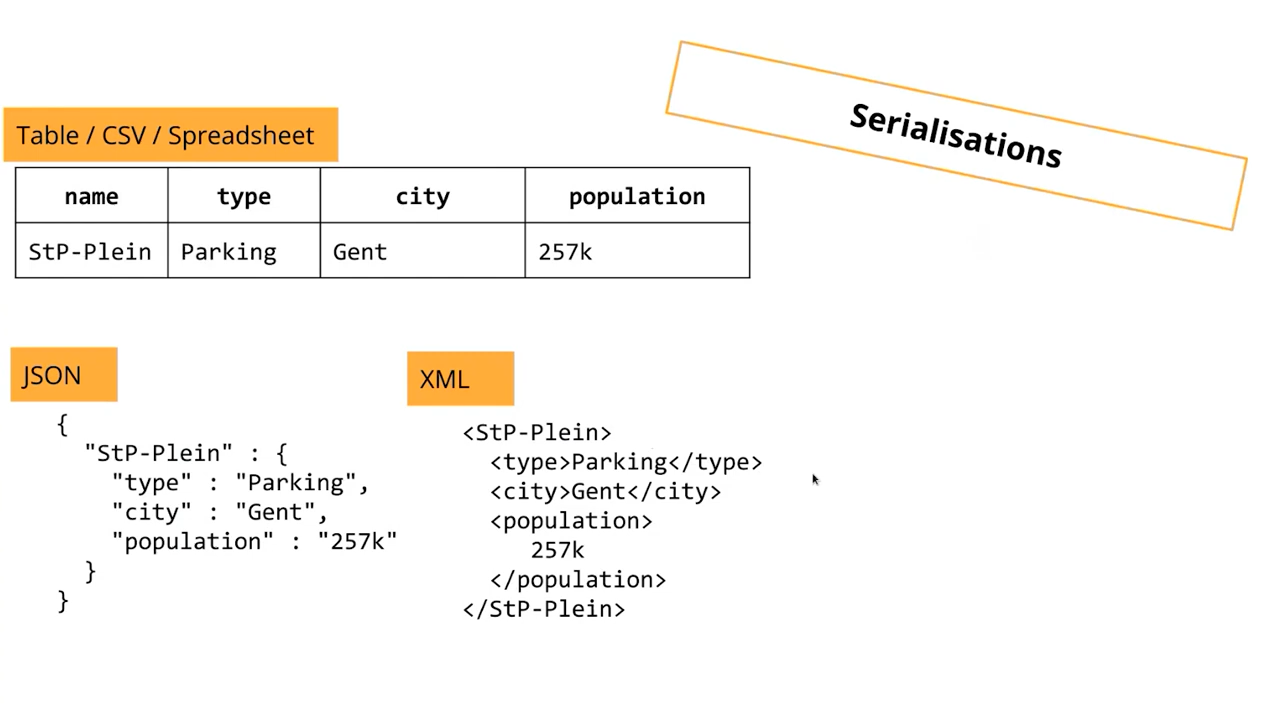 Serialisations
Table / CSV / Spreadsheet
name type city population
StP-Plein Parking Gent 257k
JSON
{
"StP-Plein" : {
"type" : "Parking",
"city" : "Gent",
"population" : "257k"
}
}
XML
<StP-Plein>
<type>Parking</type>
<city>Gent</city>
<population>
257k
</population>
</StP-Plein>